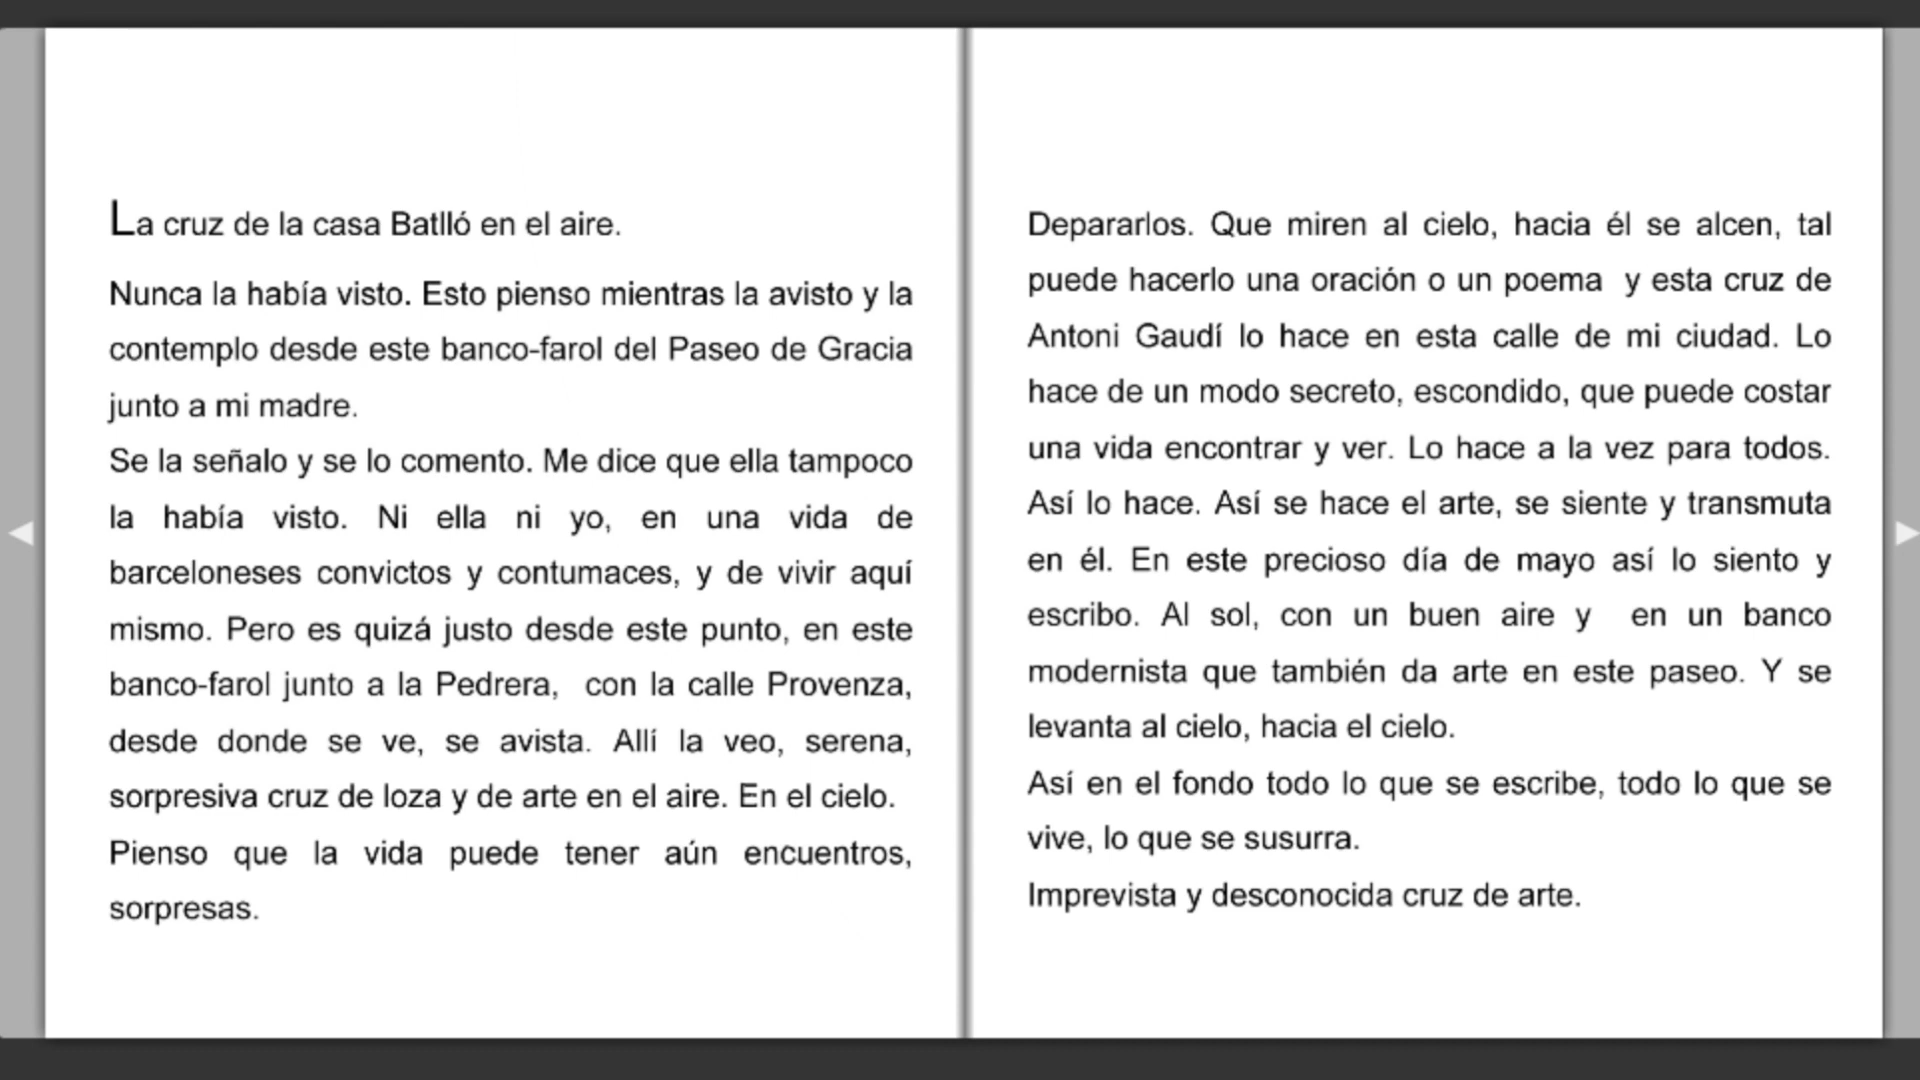 La cruz de la casa Batlló en el aire.
Nunca la había visto. Esto pienso mientras la avisto y la
contemplo desde este banco-farol del Paseo de Gracia
junto a mi madre.
Se la señalo y se lo comento. Me dice que ella tampoco
la había visto. Ni ella ni yo, en una vida de
barceloneses convictos y contumaces, y de vivir aquí
mismo. Pero es quizá justo desde este punto, en este
banco-farol junto a la Pedrera, con la calle Provenza,
desde donde se ve, se avista. Allí la veo, serena,
sorpresiva cruz de loza y de arte en el aire. En el cielo.
Pienso que la vida puede tener aún encuentros,
sorpresas.
Depararlos. Que miren al cielo, hacia él se alcen, tal
puede hacerlo una oración o un poema y esta cruz de
Antoni Gaudí lo hace en esta calle de mi ciudad. Lo
hace de un modo secreto, escondido, que puede costar
una vida encontrar y ver. Lo hace a la vez para todos.
Así lo hace. Así se hace el arte, se siente y transmuta
en él. En este precioso día de mayo así lo siento y
escribo. Al sol, con un buen aire y en un banco
modernista que también da arte en este paseo. Y se
levanta al cielo, hacia el cielo.
Así en el fondo todo lo que se escribe, todo lo que se
vive, lo que se susurra.
Imprevista y desconocida cruz de arte.